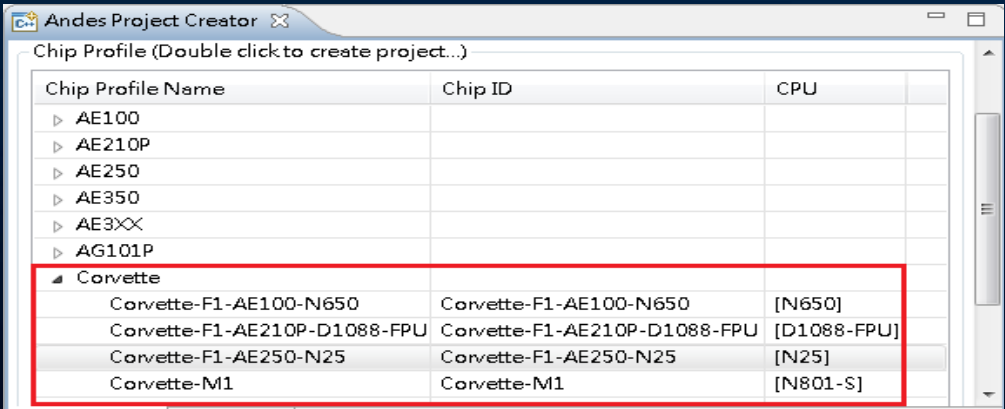 Andes Project Creator
Chip Profile (Double click to create project...)
Chip Profile Name Chip ID CPU
AE100
AE210P
AE250
AE350
AE3XX
AG101P
Corvette
Corvette-F1-AE100-N650 Corvette-F1-AE100-N650 [N650]
Corvette-F1-AE210P-D1088-FPU Corvette-F1-AE210P-D1088-FPU [D1088-FPU]
Corvette-F1-AE250-N25 Corvette-F1-AE250-N25 [N25]
Corvette-M1 Corvette-M1 [N801-S]